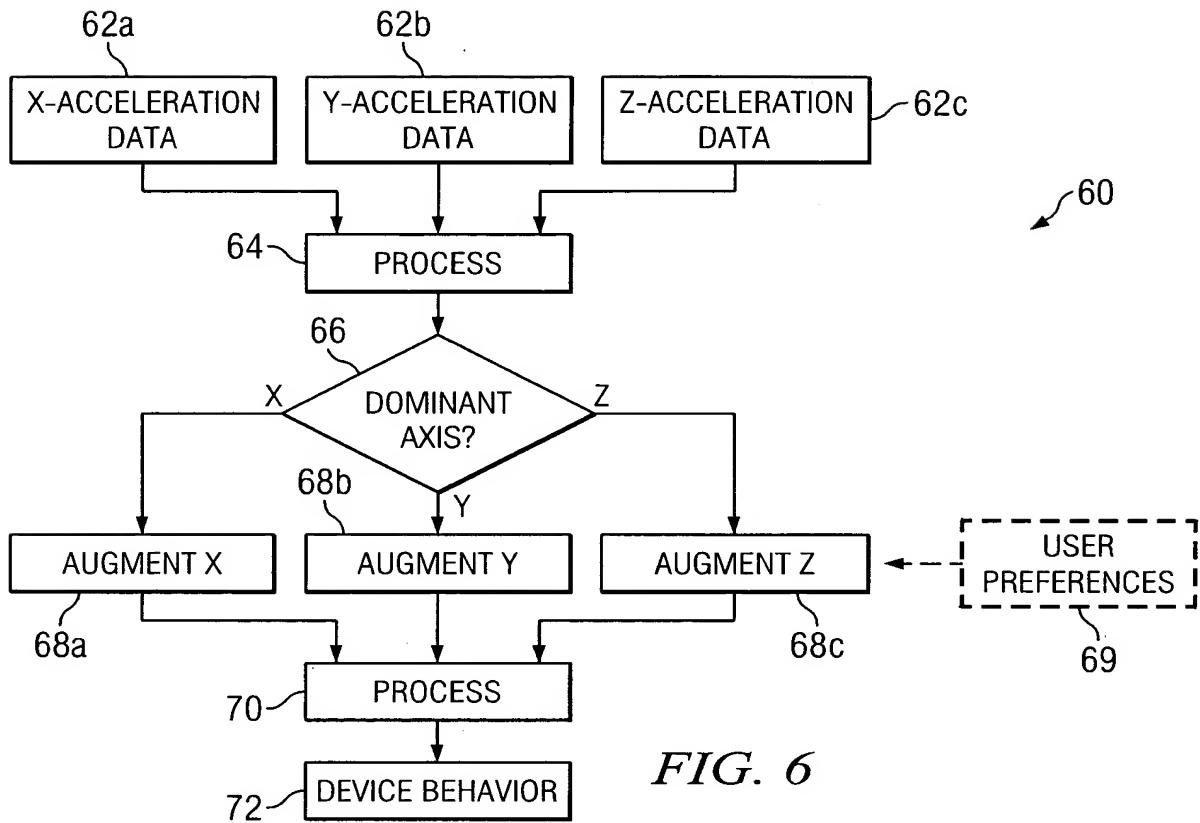 62a
62b
X-ACCELERATION
DATA
Y-ACCELERATION
DATA
Z-ACCELERATION
DATA
62c
60
64
PROCESS
66
X
DOMINANT
AXIS?
Z
Y
68b
AUGMENT X
AUGMENT Y
AUGMENT Z
USER
PREFERENCES
68a
68c
69
70
PROCESS
72
DEVICE BEHAVIOR
FIG. 6